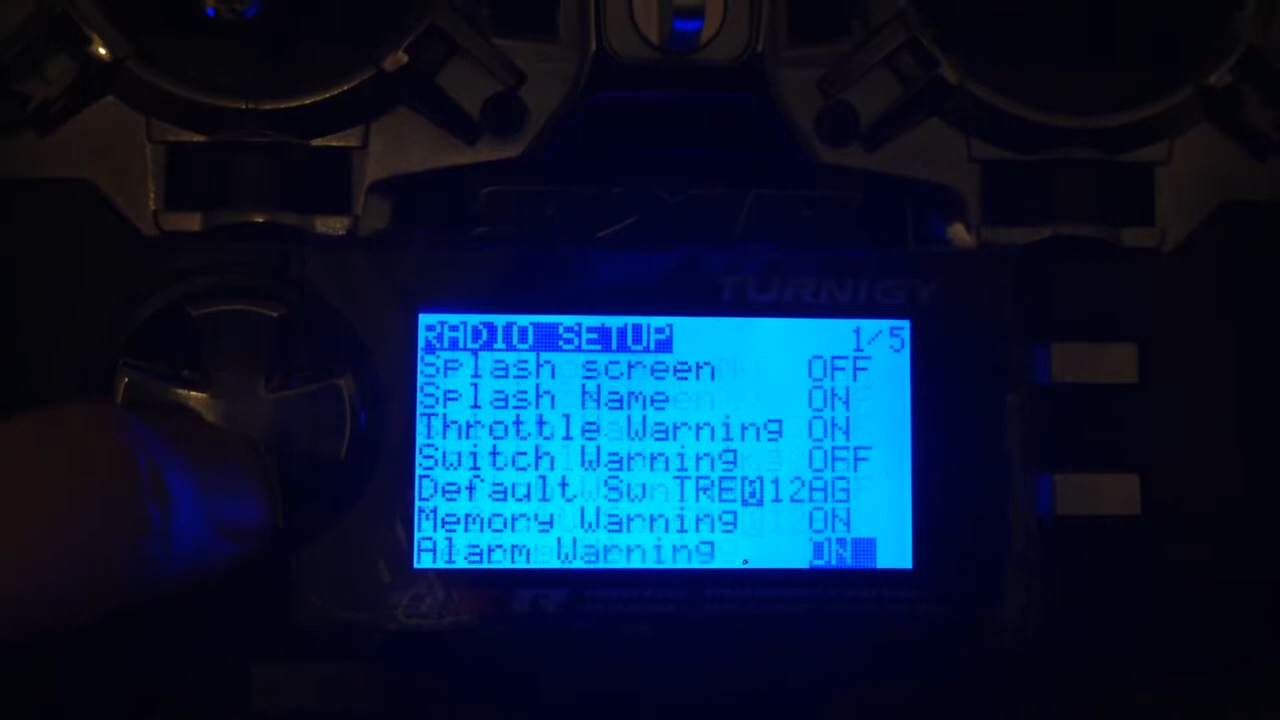 TURNIGY
RADIO SETUP 1/5
Splash screen OFF
Splash Name ON
Throttle Warning ON
Switch Warning OFF
Default Sw TRE012AG
Memory Warning ON
Alarm Warning ON